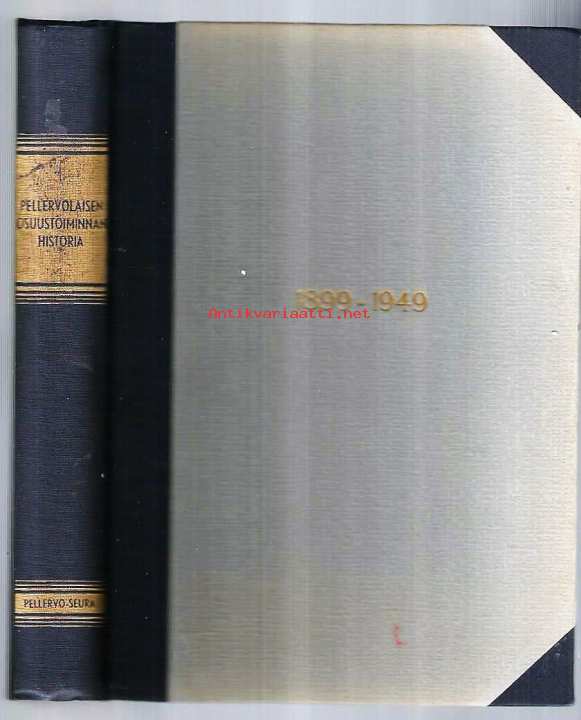 PELLERVOLAISEN
OSUUSTOIMINNAN
HISTORIA
PELLERVO-SEURA
1899-1949
Antikvariaatti.net